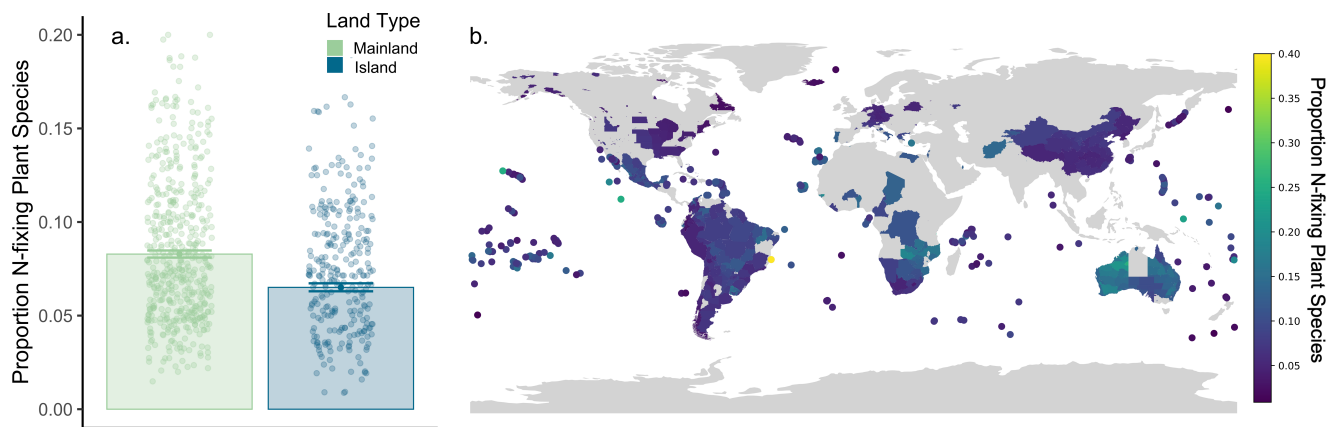 a.
Land Type
Mainland
Island
Proportion N-fixing Plant Species
0.20
0.15
0.10
0.05
0.00
b.
0.40
0.35
0.30
0.25
0.20
0.15
0.10
0.05
Proportion N-fixing Plant Species